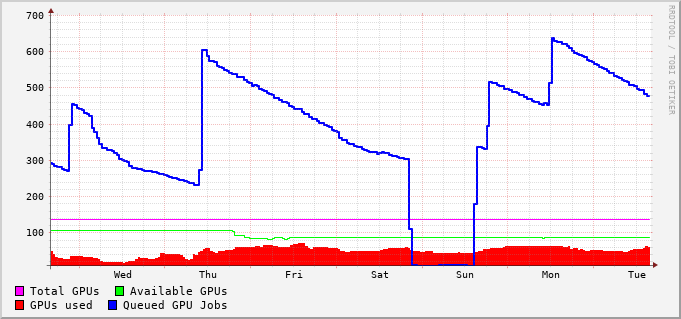 700
600
500
400
300
200
100
Wed Thu Fri Sat Sun Mon Tue
Total GPUs Available GPUs
GPUs used Queued GPU Jobs
RRDTOOL / TOBI OETIKER